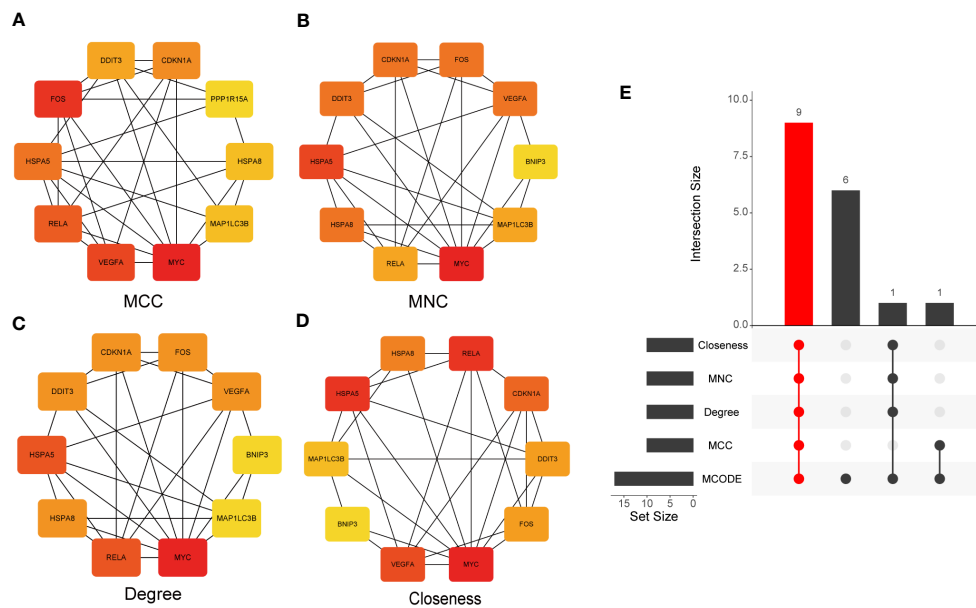 A
DDIT3
CDKN1A
FOS
PPP1R15A
HSPA5
HSPA8
RELA
MAP1LC3B
VEGFA
MYC
MCC
B
CDKN1A
FOS
DDIT3
VEGFA
HSPA5
BNIP3
HSPA8
MAP1LC3B
RELA
MYC
MNC
C
CDKN1A
FOS
DDIT3
VEGFA
HSPA5
BNIP3
HSPA8
MAP1LC3B
RELA
MYC
Degree
D
HSPA8
RELA
HSPA5
CDKN1A
MAP1LC3B
DDIT3
BNIP3
FOS
VEGFA
MYC
Closeness
E
10.0
7.5
5.0
2.5
0.0
Intersection Size
9
6
1
1
Closeness
MNC
Degree
MCC
MCODE
15 10 5 0
Set Size